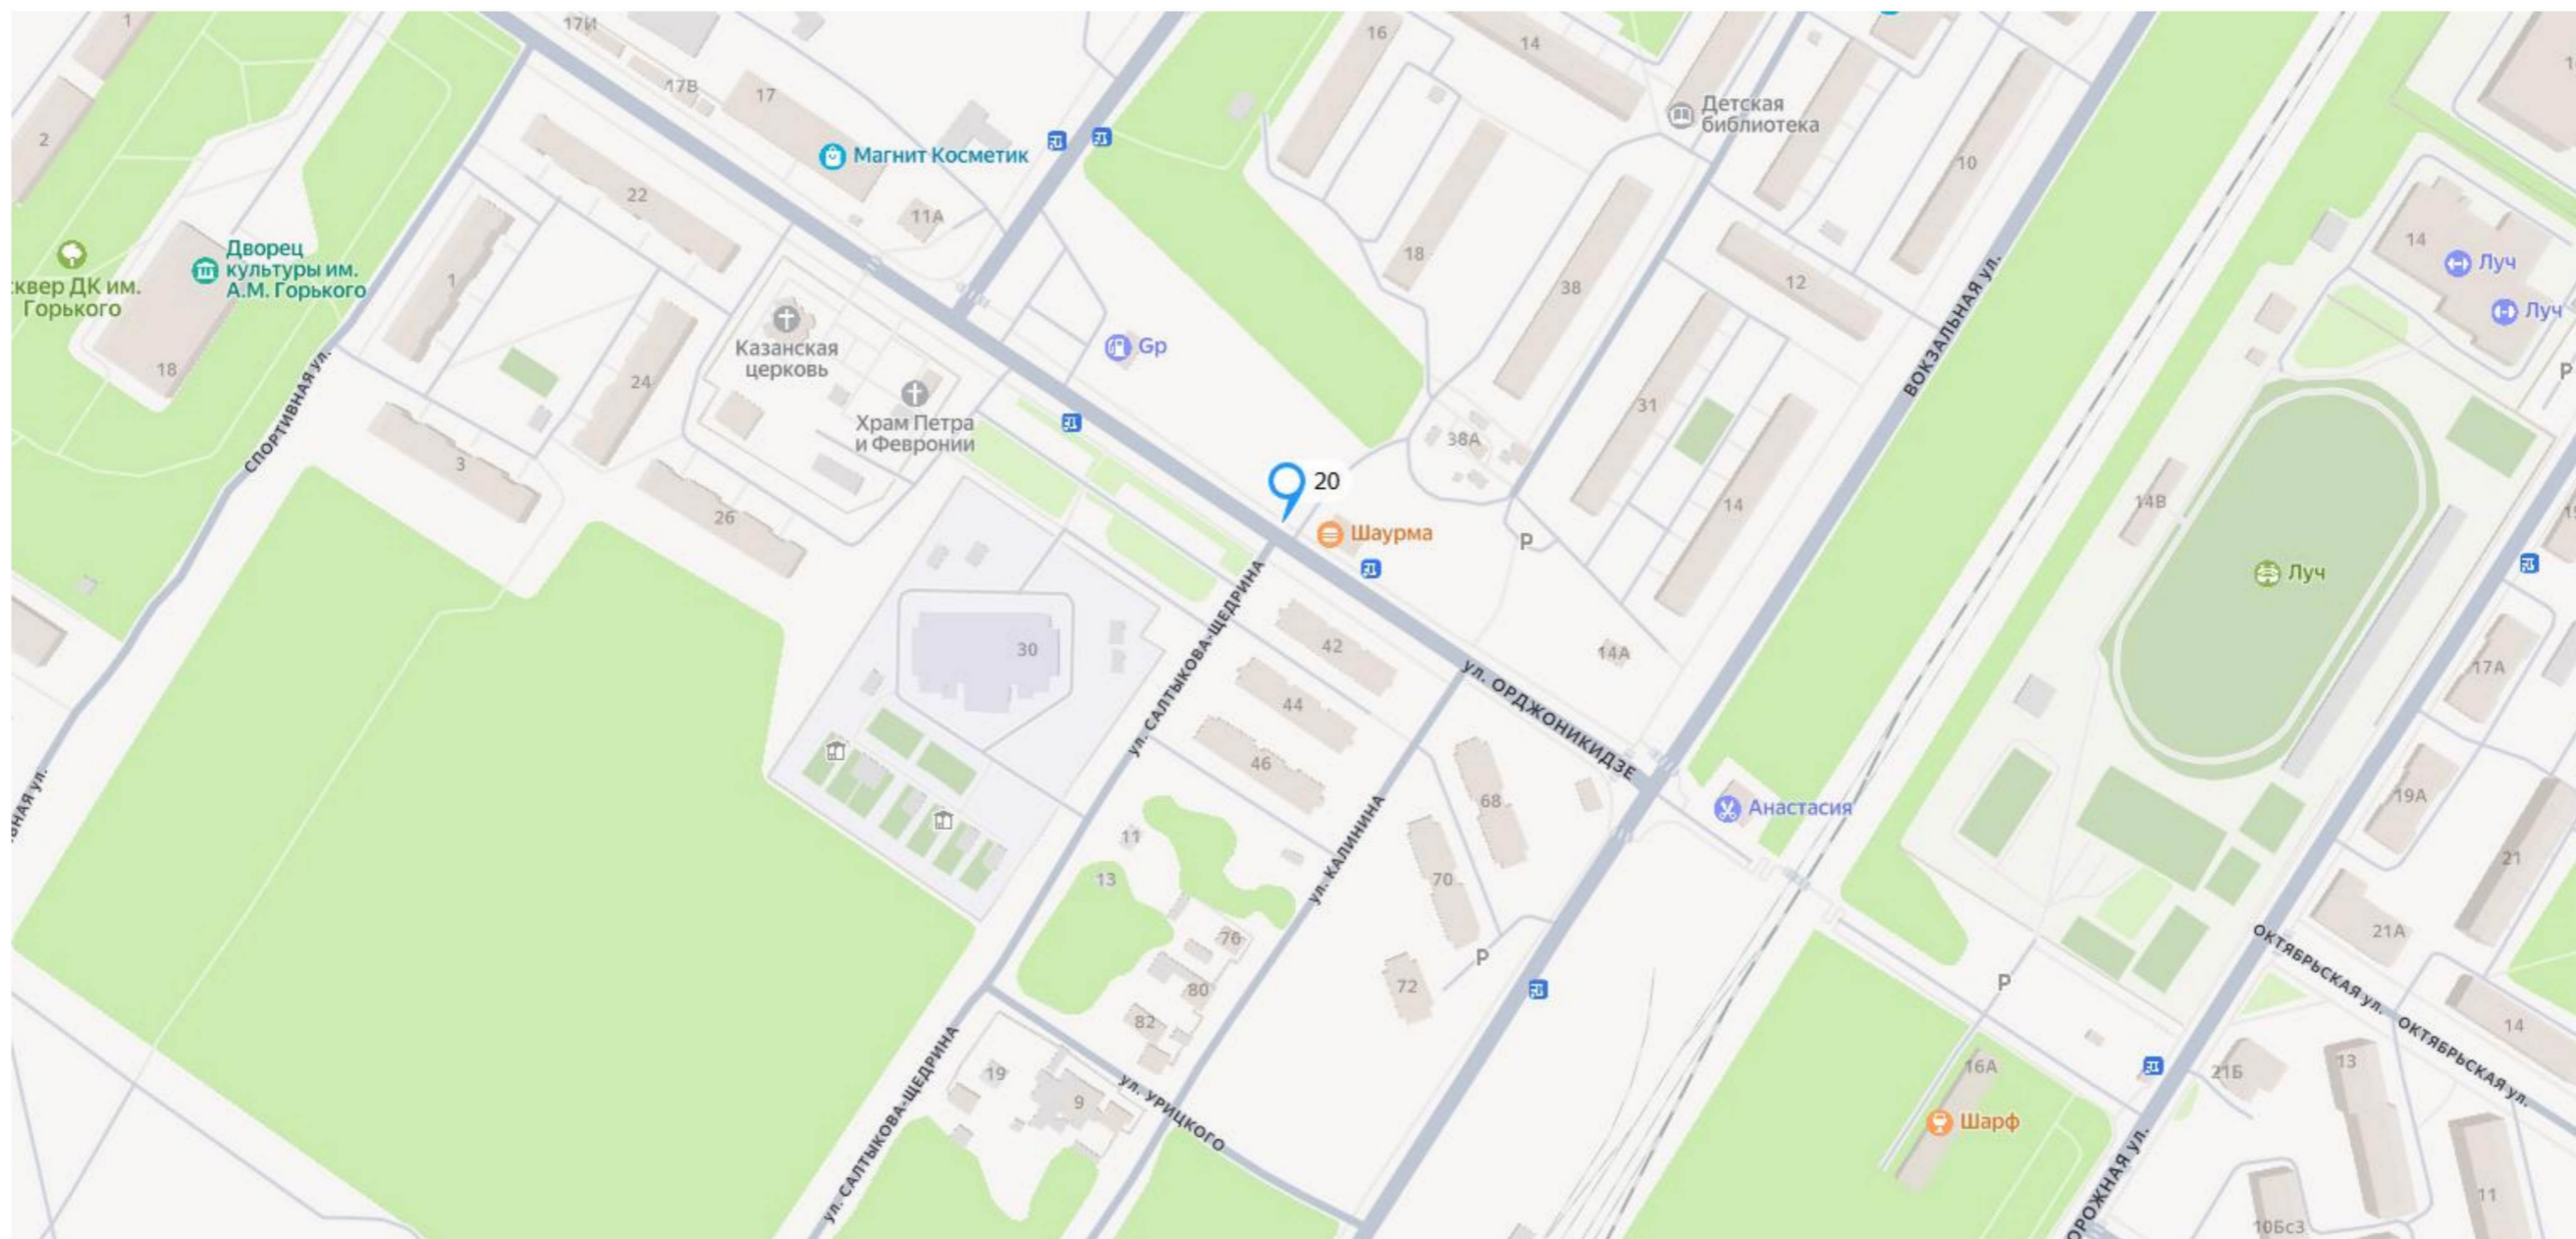 1
17И
17В
17
16
14
Детская
библиотека
2
Магнит Косметик
10
22
11А
18
14
Луч
Луч
Дворец
культуры им.
А.М. Горького
сквер ДК им.
Горького
18
1
24
Казанская
церковь
Gp
38
12
ВОКЗАЛЬНАЯ ул.
Р
СПОРТИВНАЯ ул.
3
Храм Петра
и Февронии
31
38А
26
20
Шаурма
Р
14
14В
Луч
30
ул. САЛТЫКОВА-ЩЕДРИНА
42
44
46
ул. ОРДЖОНИКИДЗЕ
14А
17А
68
Анастасия
19А
21
11
13
ул. КАЛИНИНА
70
76
72
Р
80
82
Р
21А
ОКТЯБРЬСКАЯ ул.
ОКТЯБРЬСКАЯ ул.
14
ул. САЛТЫКОВА-ЩЕДРИНА
19
9
ул. УРИЦКОГО
16А
Шарф
21Б
13
11
10Бс3
ОРОЖНАЯ ул.
ЬНАЯ ул.